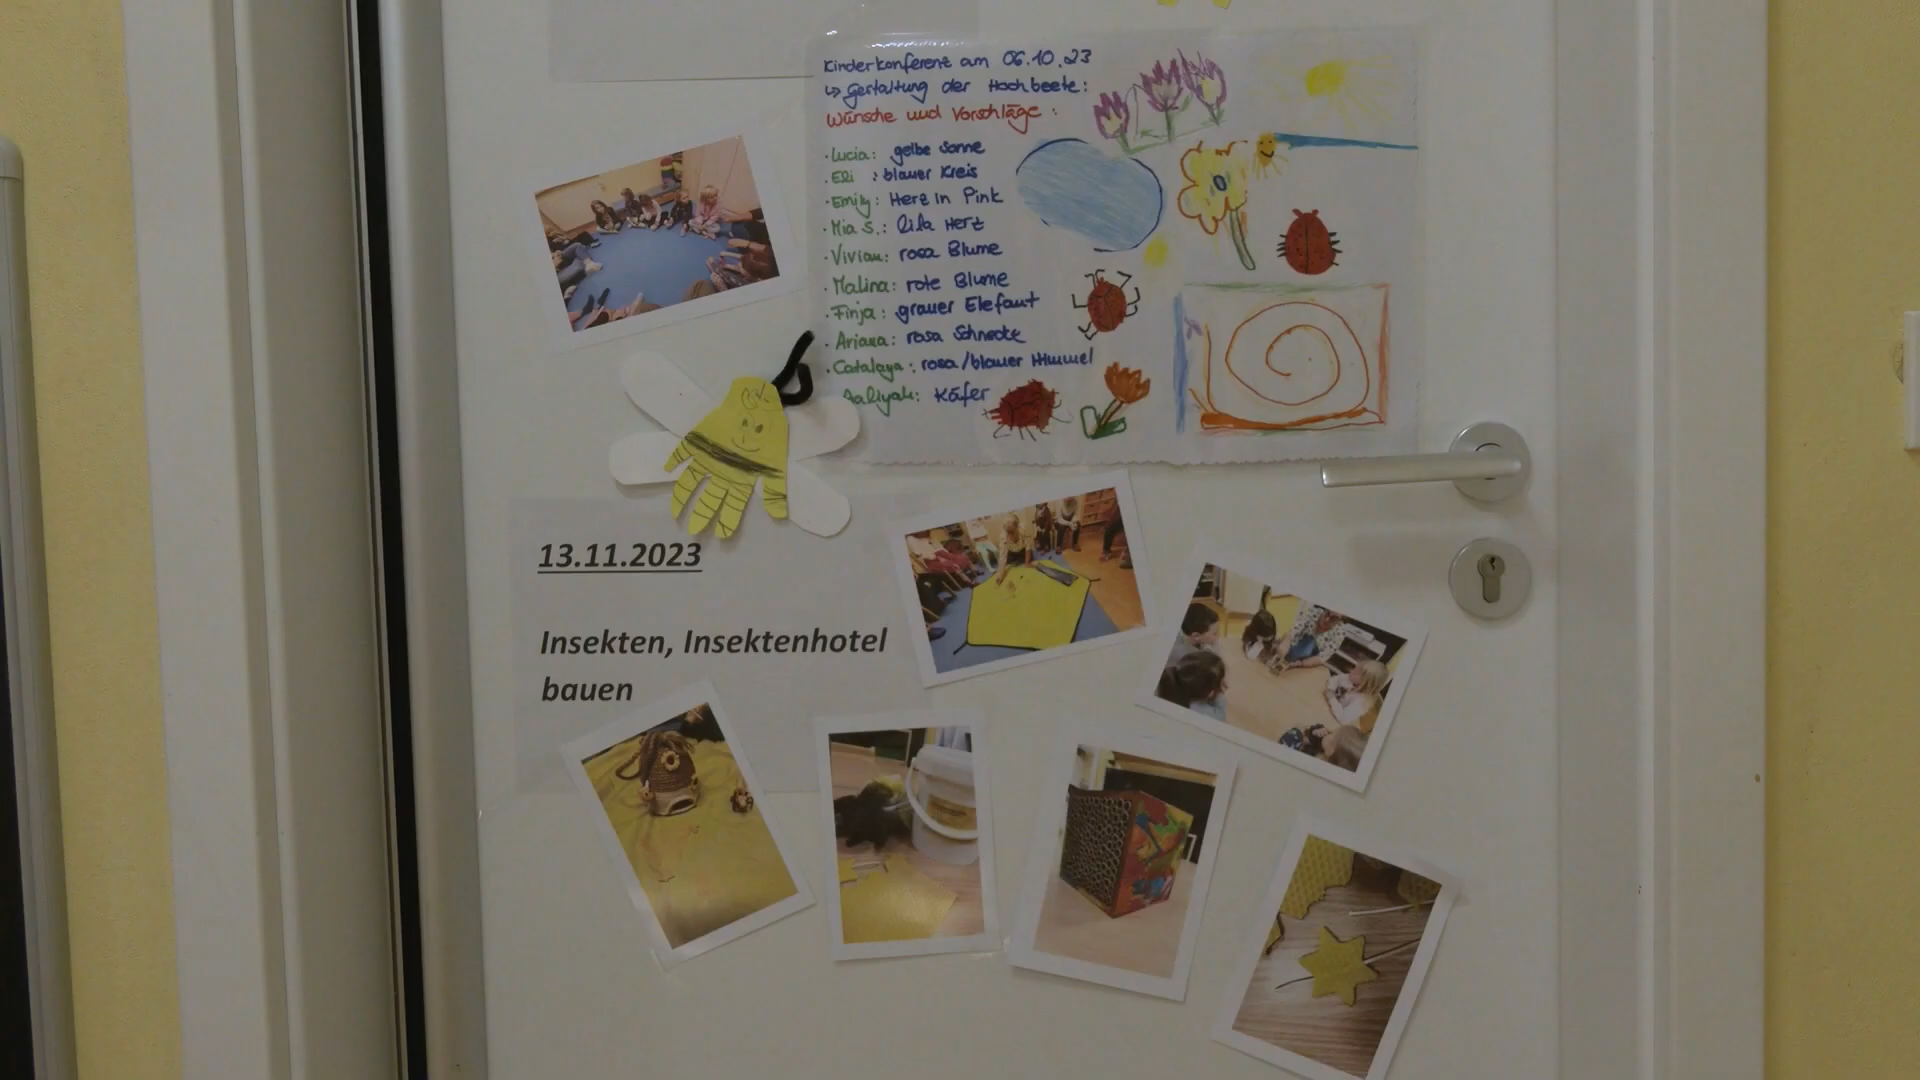 Kinderkonferenz am 06.10.23
↳ Gestaltung der Hochbeete:
Wünsche und Vorschläge:
• Lucia: gelbe Sonne
• Eli: blauer Kreis
• Emily: Herz in Pink
• Mia S.: lila Herz
• Vivian: rosa Blume
• Malina: rote Blume
• Finja: grauer Elefant
• Ariana: rosa Schnecke
• Catalaya: rosa/blauer Himmel
Aaliyah: Käfer
13.11.2023
Insekten, Insektenhotel
bauen